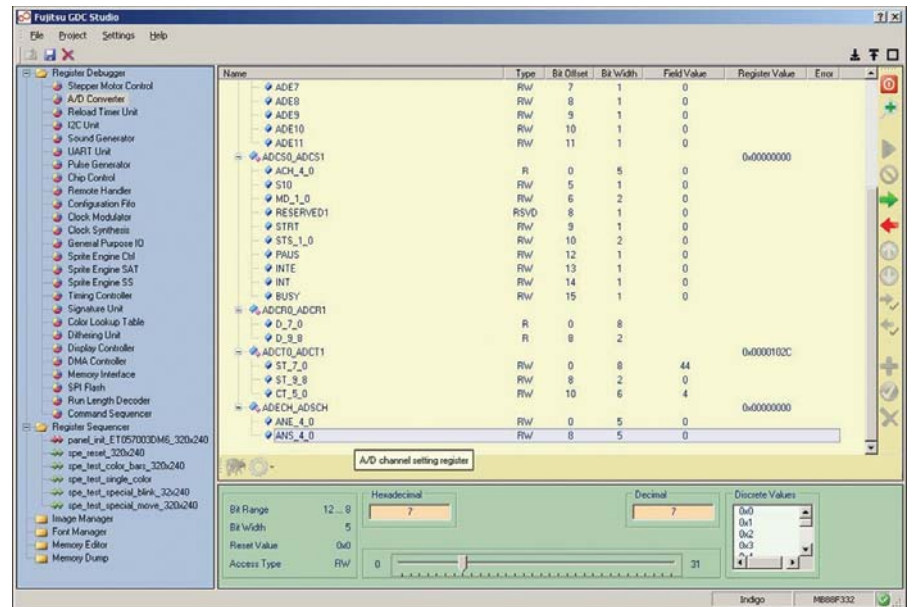 Fujitsu GDC Studio
File Project Settings Help
Register Debugger
Stepper Motor Control
A/D Converter
Reload Timer Unit
I2C Unit
Sound Generator
UART Unit
Pulse Generator
Chip Control
Remote Handler
Configuration Fifo
Clock Modulator
Clock Synthesis
General Purpose IO
Sprite Engine Ctrl
Sprite Engine SAT
Sprite Engine SS
Timing Controller
Signature Unit
Color Lookup Table
Dithering Unit
Display Controller
DMA Controller
Memory Interface
SPI Flash
Run Length Decoder
Command Sequencer
Register Sequencer
panel_init_ET057003DM6_320x240
spe_reset_320x240
spe_test_color_bars_320x240
spe_test_single_color
spe_test_special_blink_32x240
spe_test_special_move_320x240
Image Manager
Font Manager
Memory Editor
Memory Dump
Name Type Bit Offset Bit Width Field Value Register Value Error
ADE7 RW 7 1 0
ADE8 RW 8 1 0
ADE9 RW 9 1 0
ADE10 RW 10 1 0
ADE11 RW 11 1 0
ADCS0_ADCS1 0x00000000
ACH_4_0 R 0 5 0
S10 RW 5 1 0
MD_1_0 RW 6 2 0
RESERVED1 RSVD 8 1 0
STRT RW 9 1 0
STS_1_0 RW 10 2 0
PAUS RW 12 1 0
INTE RW 13 1 0
INT RW 14 1 0
BUSY RW 15 1 0
ADCR0_ADCR1
D_7_0 R 0 8
D_9_8 R 8 2
ADCT0_ADCT1 0x0000102C
ST_7_0 RW 0 8 44
ST_9_8 RW 8 2 0
CT_5_0 RW 10 6 4
ADECH_ADSCH 0x00000000
ANE_4_0 RW 0 5 0
ANS_4_0 RW 8 5 0
A/D channel setting register
Bit Range 12 ... 8
Bit Width 5
Reset Value 0x0
Access Type RW
Hexadecimal
7
Decimal
7
0 31
Discrete Values
0x0
0x1
0x2
0x3
Indigo MB88F332